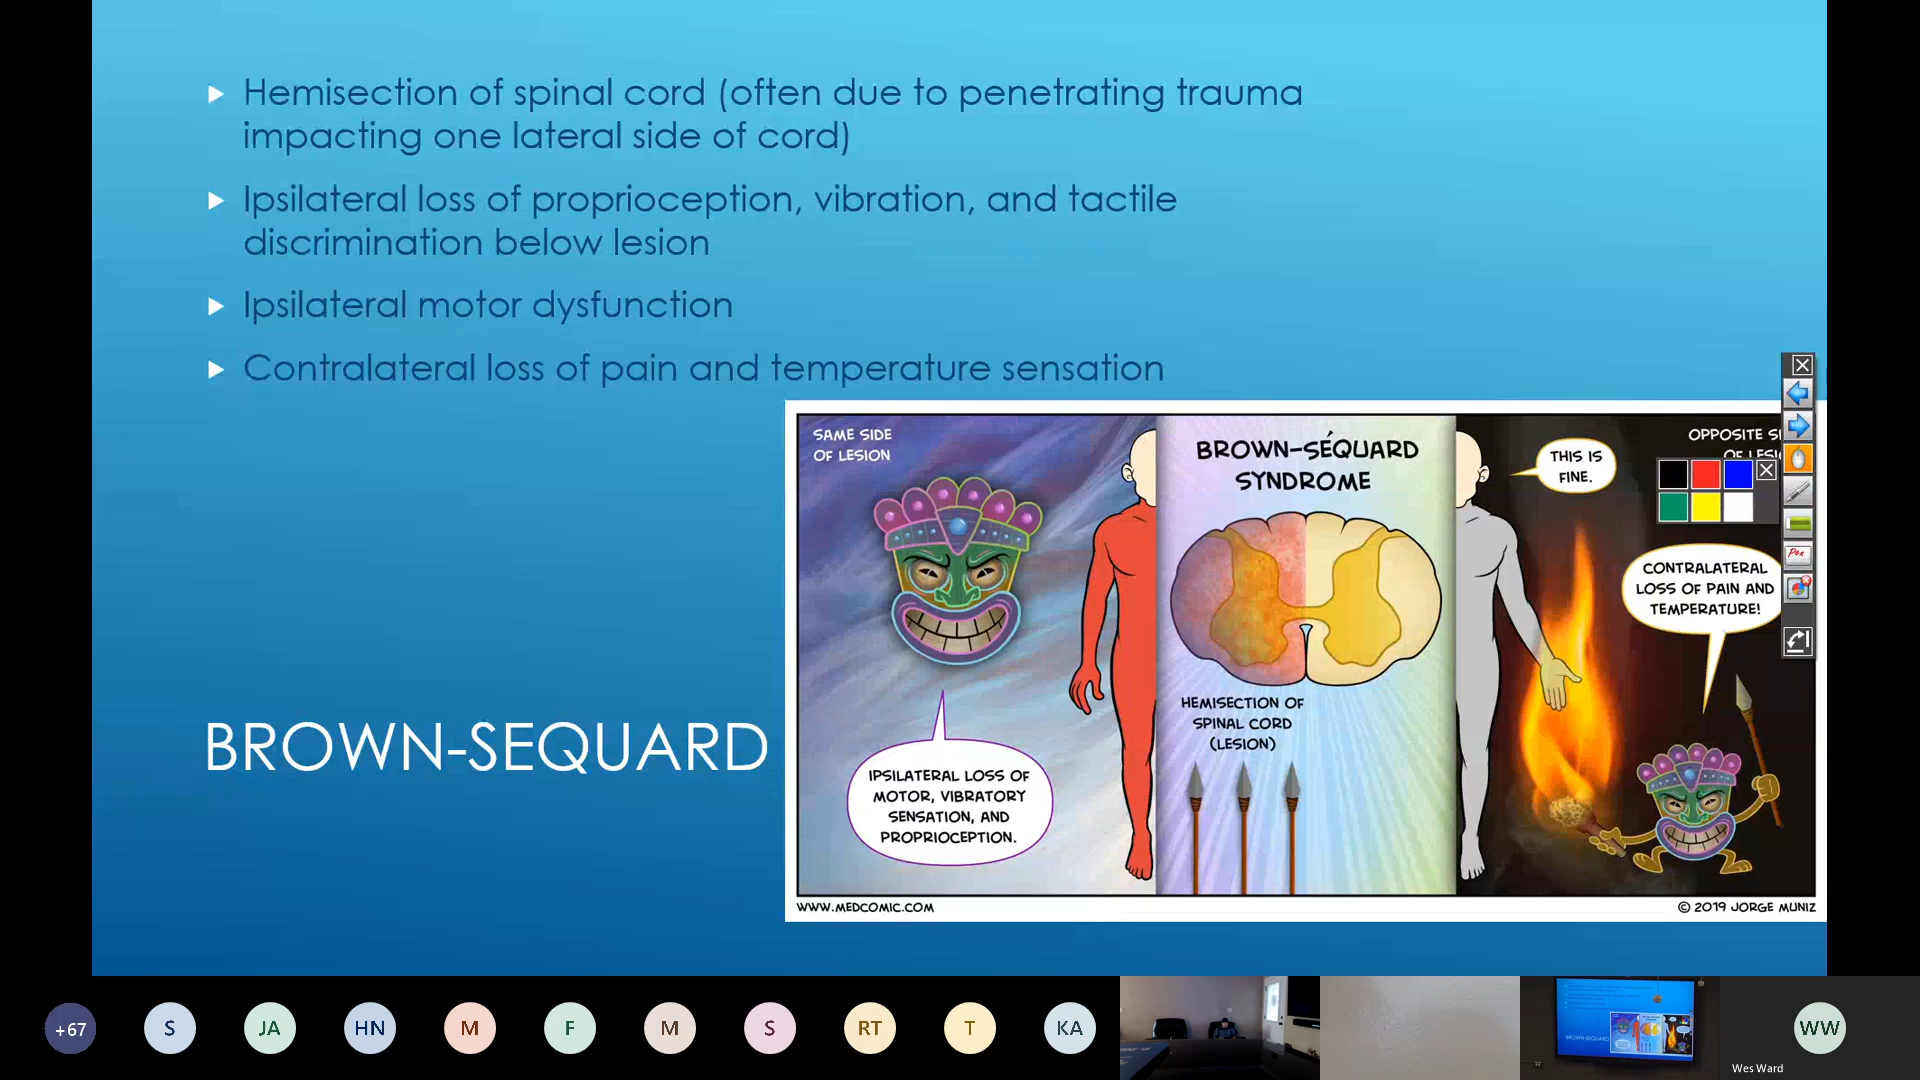 Hemisection of spinal cord (often due to penetrating trauma
impacting one lateral side of cord)
Ipsilateral loss of proprioception, vibration, and tactile
discrimination below lesion
Ipsilateral motor dysfunction
Contralateral loss of pain and temperature sensation
BROWN-SEQUARD
SAME SIDE
OF LESION
IPSILATERAL LOSS OF
MOTOR, VIBRATORY
SENSATION, AND
PROPRIOCEPTION.
BROWN-SÉQUARD
SYNDROME
HEMISECTION OF
SPINAL CORD
(LESION)
THIS IS
FINE.
OPPOSITE
CONTRALATERAL
LOSS OF PAIN AND
TEMPERATURE!
Pen
WWW.MEDCOMIC.COM
© 2019 JORGE MUNIZ
+67
S
JA
HN
M
F
M
S
RT
T
KA
BROWN-SEQUARD
WW
Wes Ward